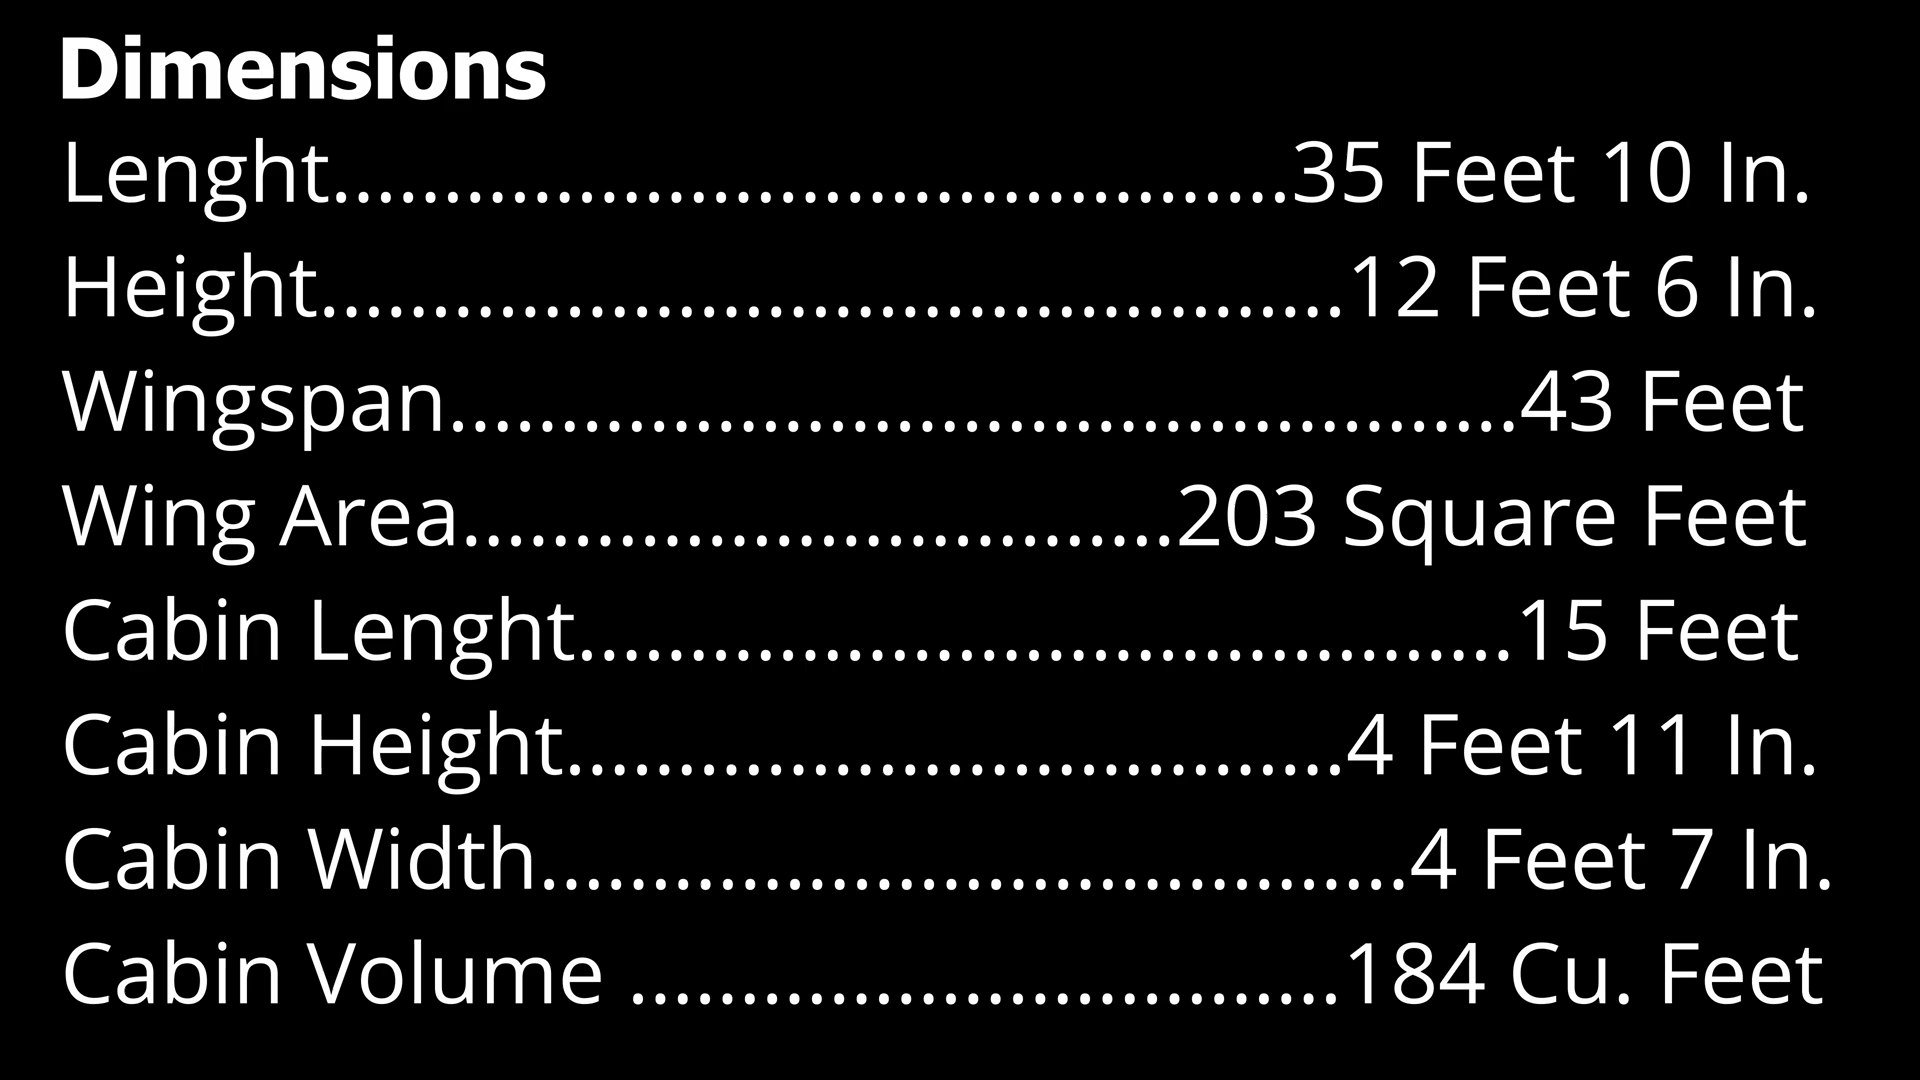 Dimensions
Lenght...........................................35 Feet 10 In.
Height..............................................12 Feet 6 In.
Wingspan................................................43 Feet
Wing Area................................203 Square Feet
Cabin Lenght..........................................15 Feet
Cabin Height...................................4 Feet 11 In.
Cabin Width.......................................4 Feet 7 In.
Cabin Volume ................................184 Cu. Feet